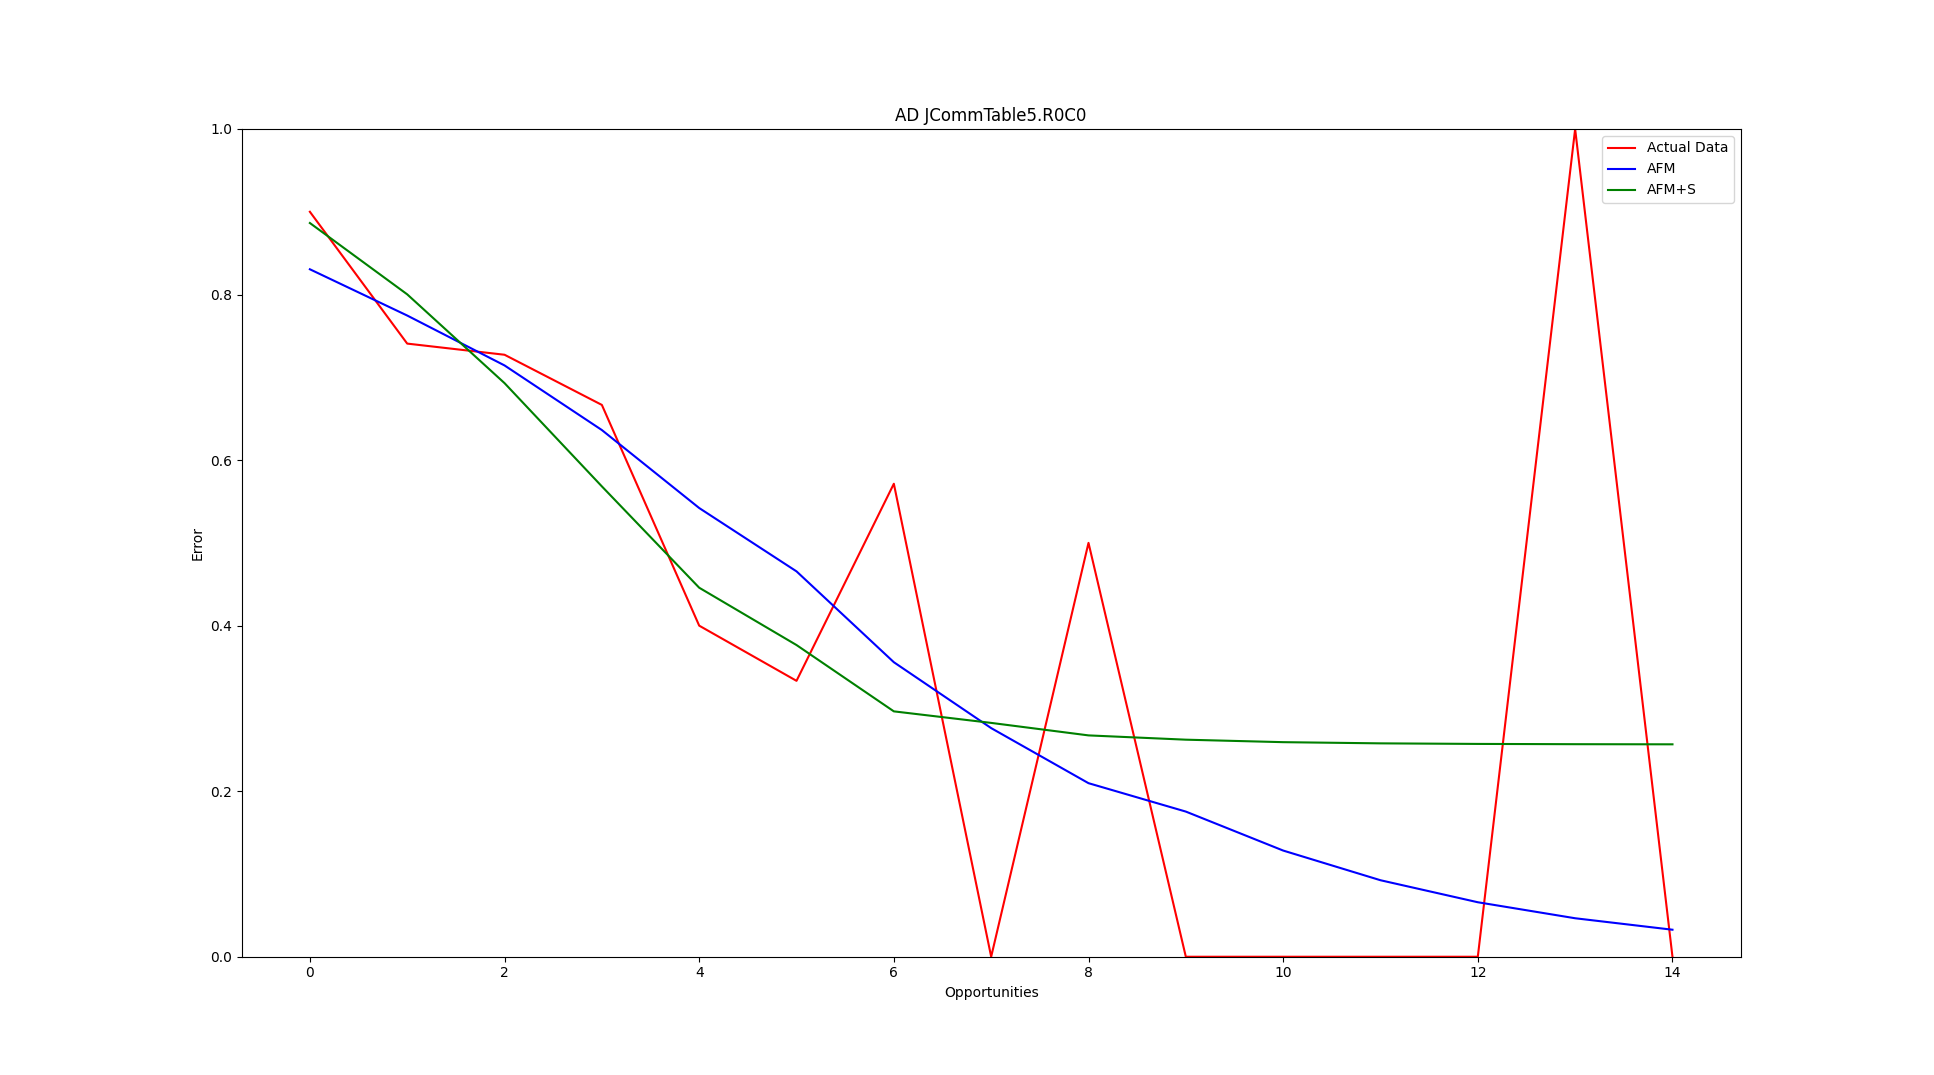 AD JCommTable5.R0C0
1.0
0.8
0.6
0.4
0.2
0.0
Error
0 2 4 6 8 10 12 14
Opportunities
Actual Data
AFM
AFM+S